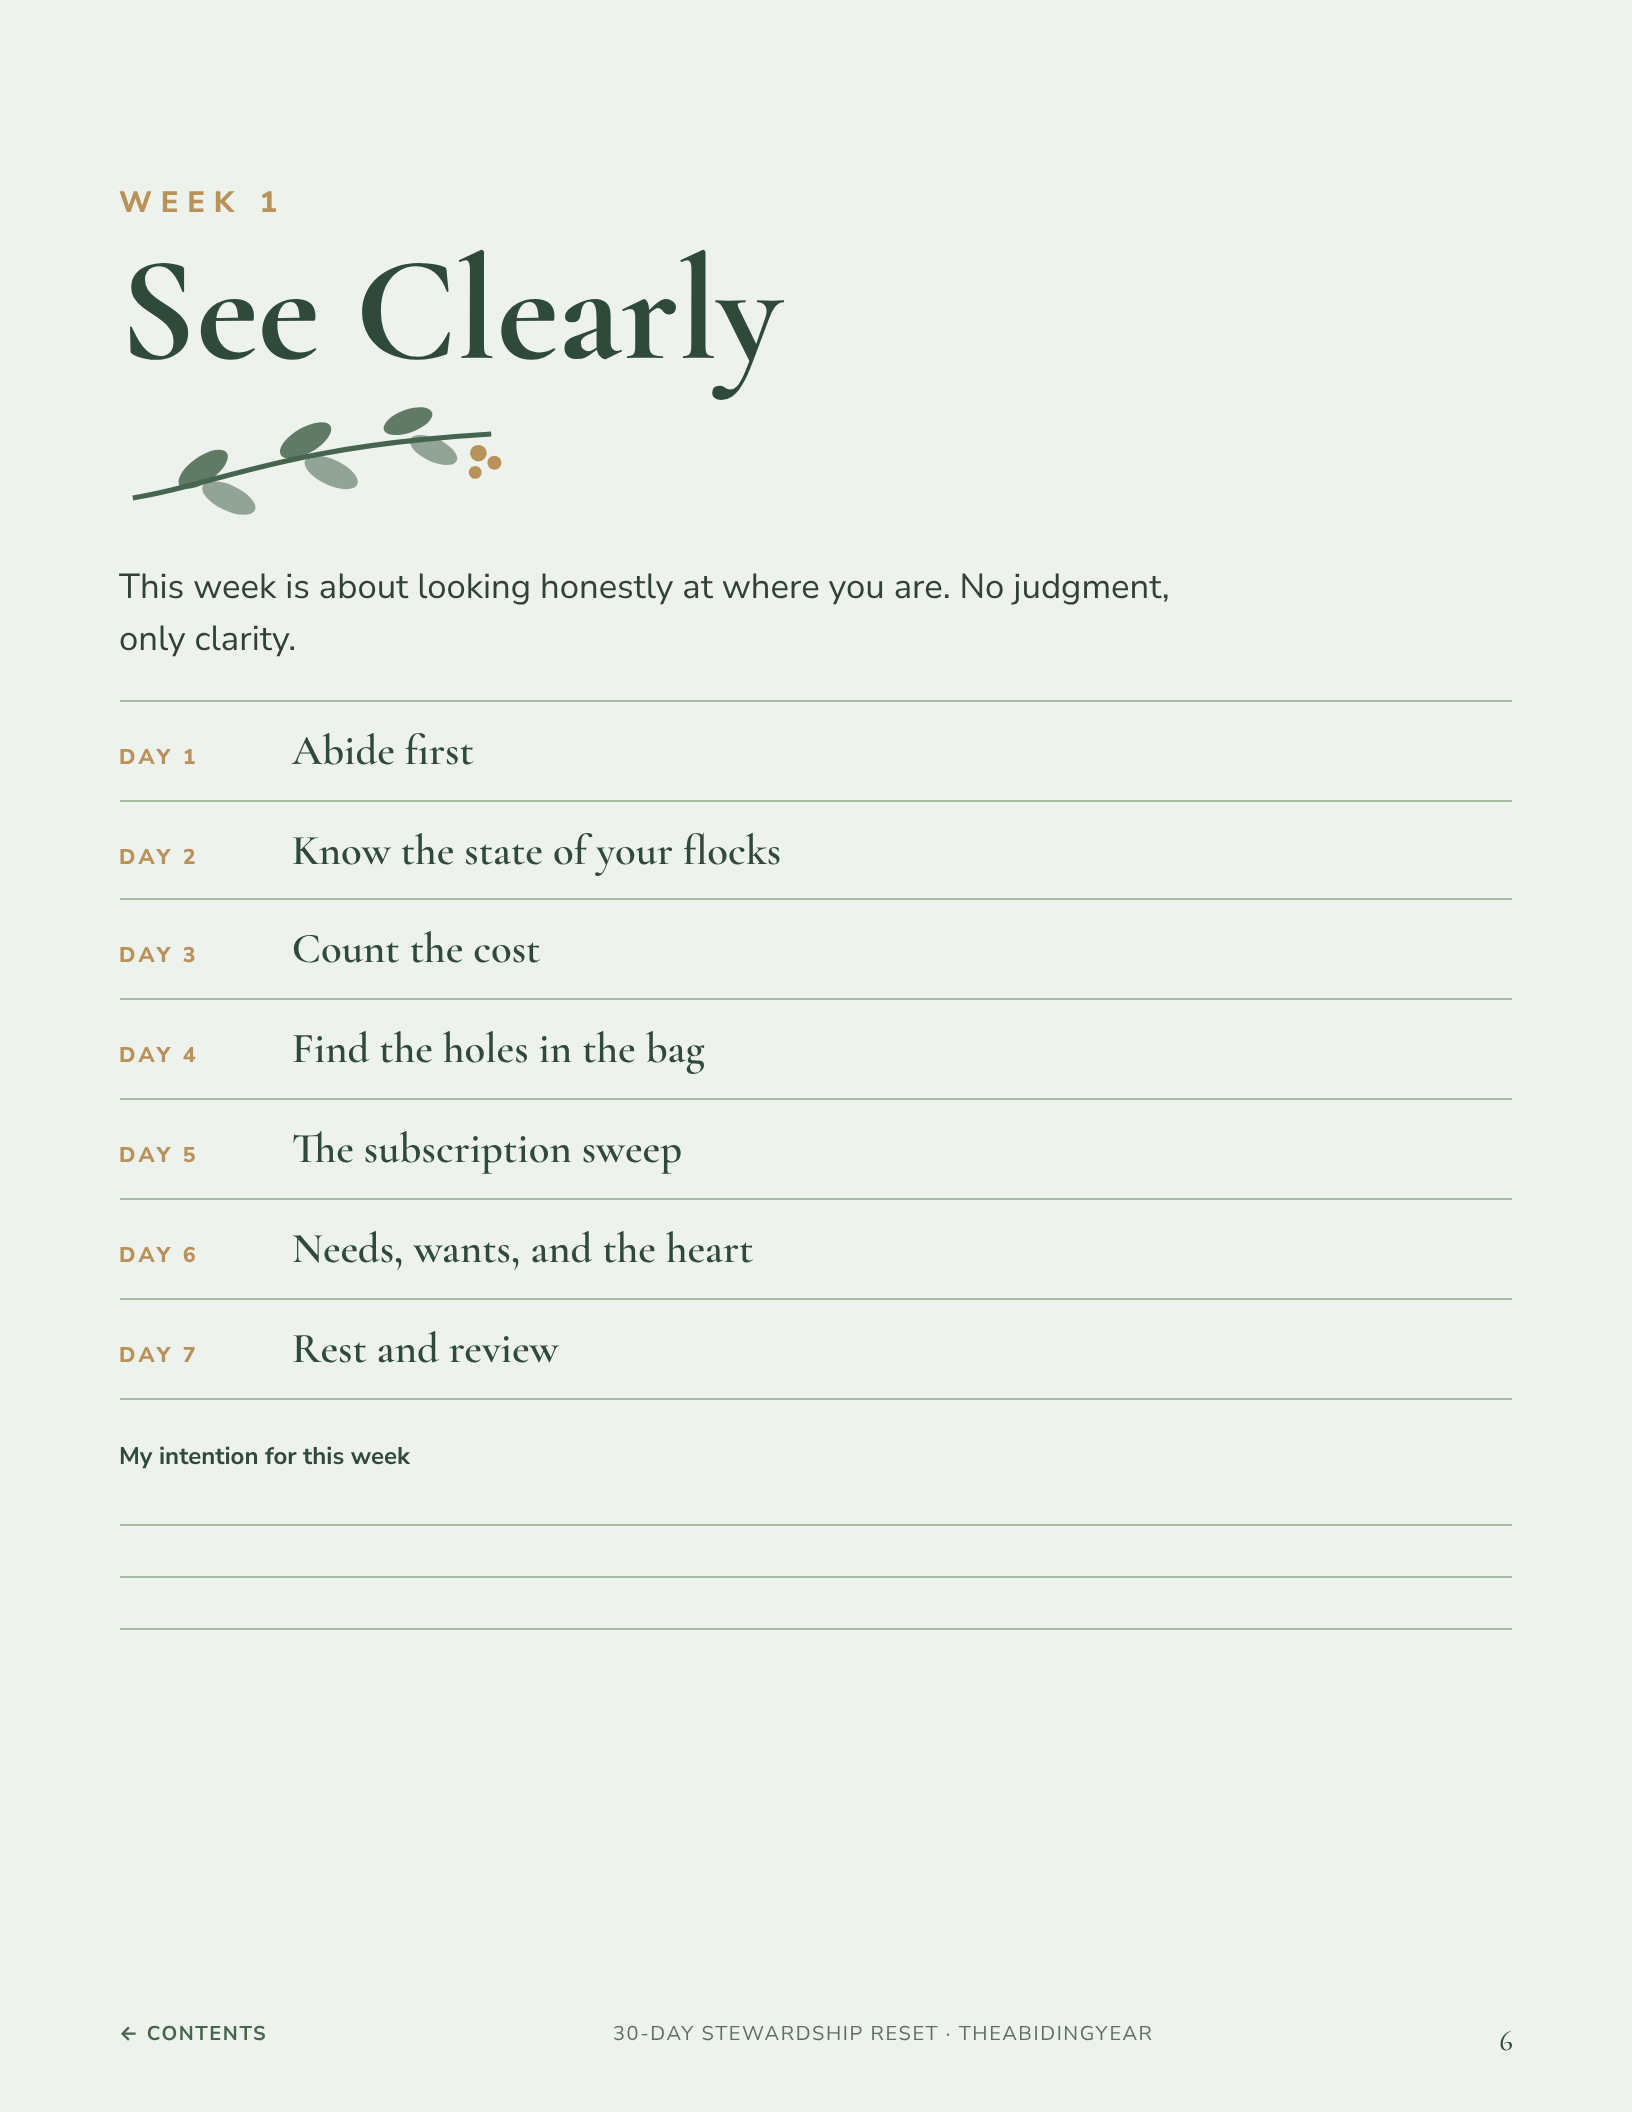 WEEK 1
See Clearly
This week is about looking honestly at where you are. No judgment,
only clarity.
DAY 1 Abide first
DAY 2 Know the state of your flocks
DAY 3 Count the cost
DAY 4 Find the holes in the bag
DAY 5 The subscription sweep
DAY 6 Needs, wants, and the heart
DAY 7 Rest and review
My intention for this week
← CONTENTS 30-DAY STEWARDSHIP RESET · THEABIDINGYEAR 6